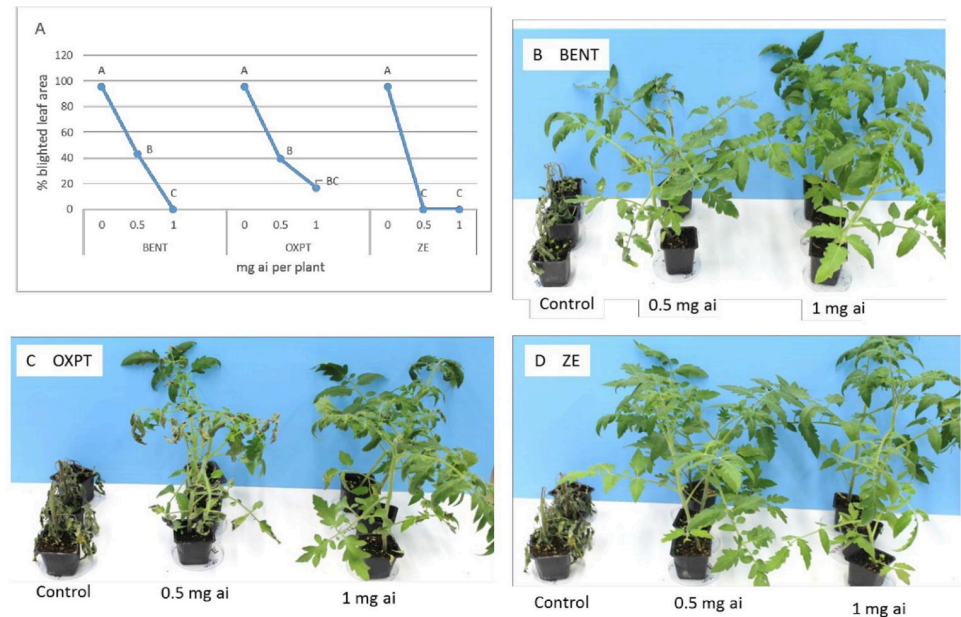 A
120
100
80
60
40
20
0
% blighted leaf area
A
B
C
A
B
BC
A
C
C
0 0.5 1 0 0.5 1 0 0.5 1
BENT OXPT ZE
mg ai per plant
B BENT
Control 0.5 mg ai 1 mg ai
C OXPT
Control 0.5 mg ai 1 mg ai
D ZE
Control 0.5 mg ai 1 mg ai